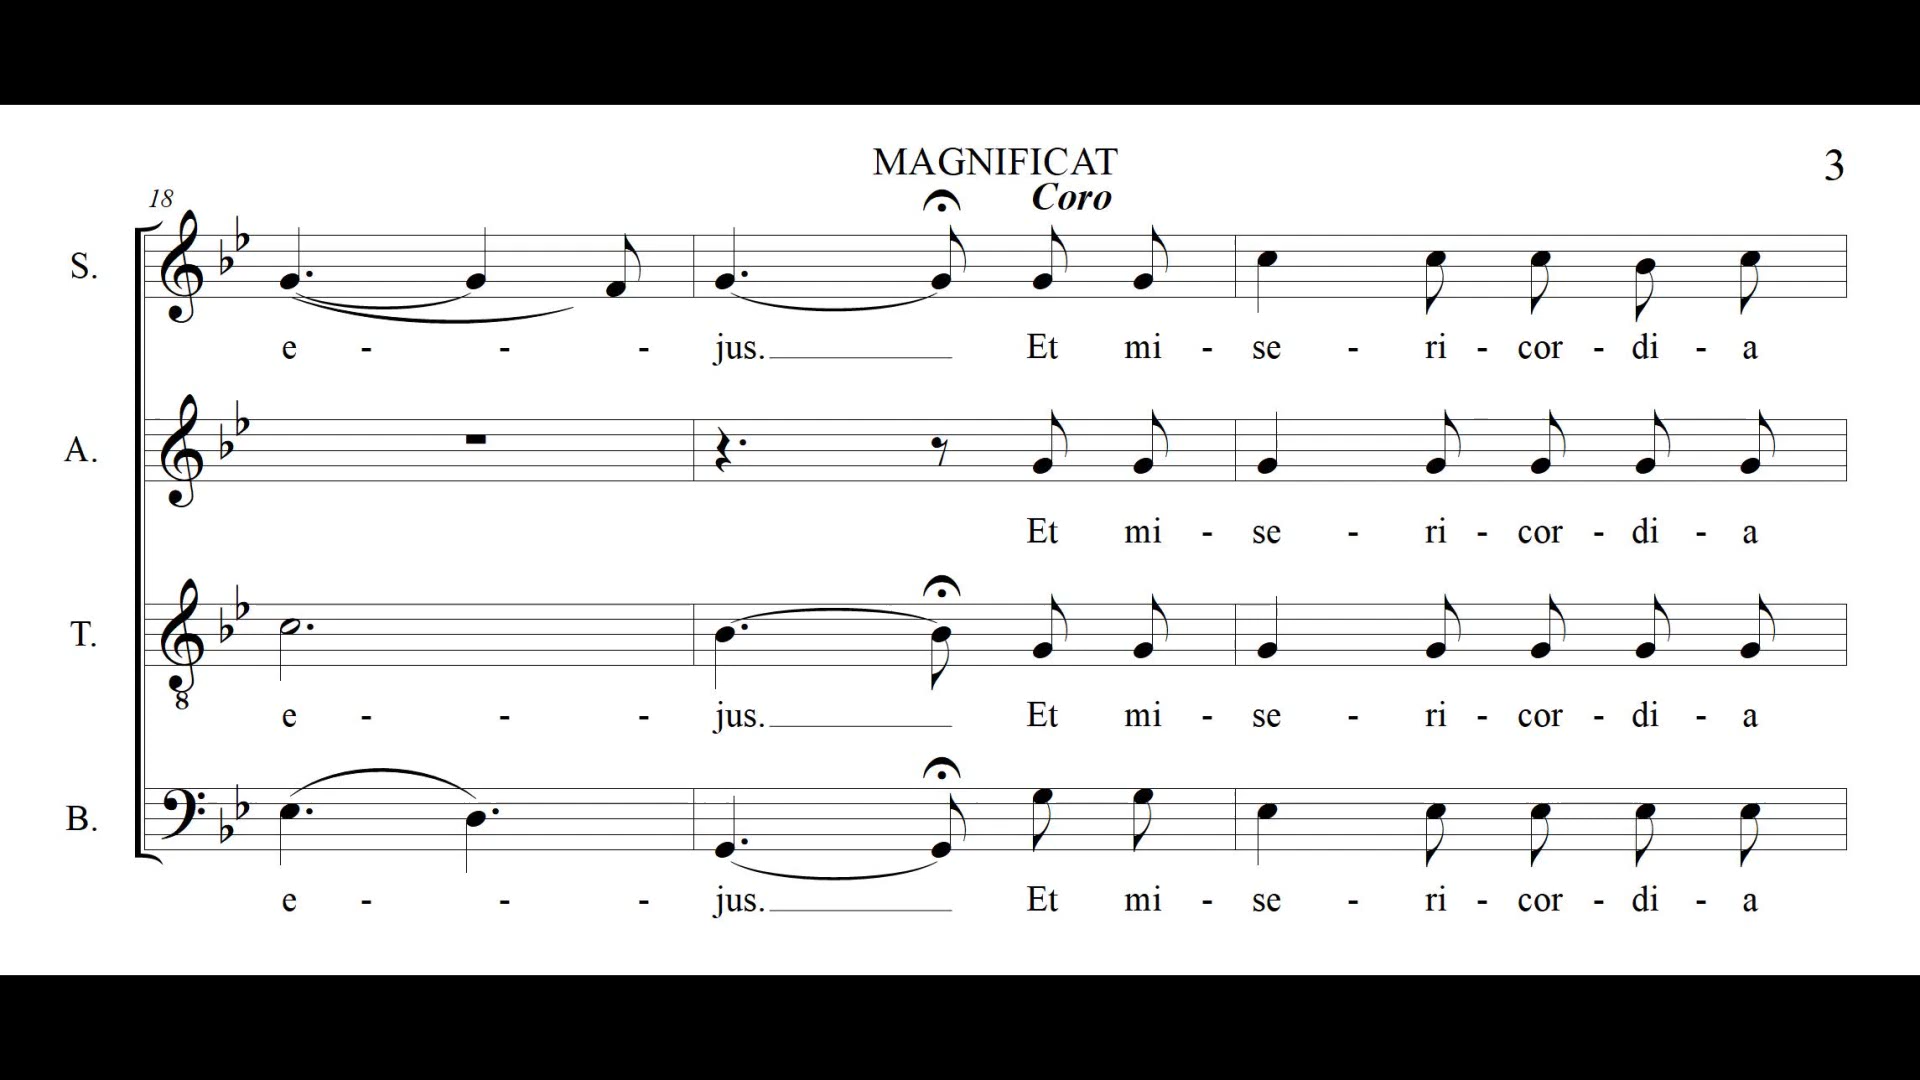 MAGNIFICAT 3
18 Coro
S.
e - - - jus. Et mi - se - ri - cor - di - a
A.
Et mi - se - ri - cor - di - a
T.
8
e - - - jus. Et mi - se - ri - cor - di - a
B.
e - - - jus. Et mi - se - ri - cor - di - a